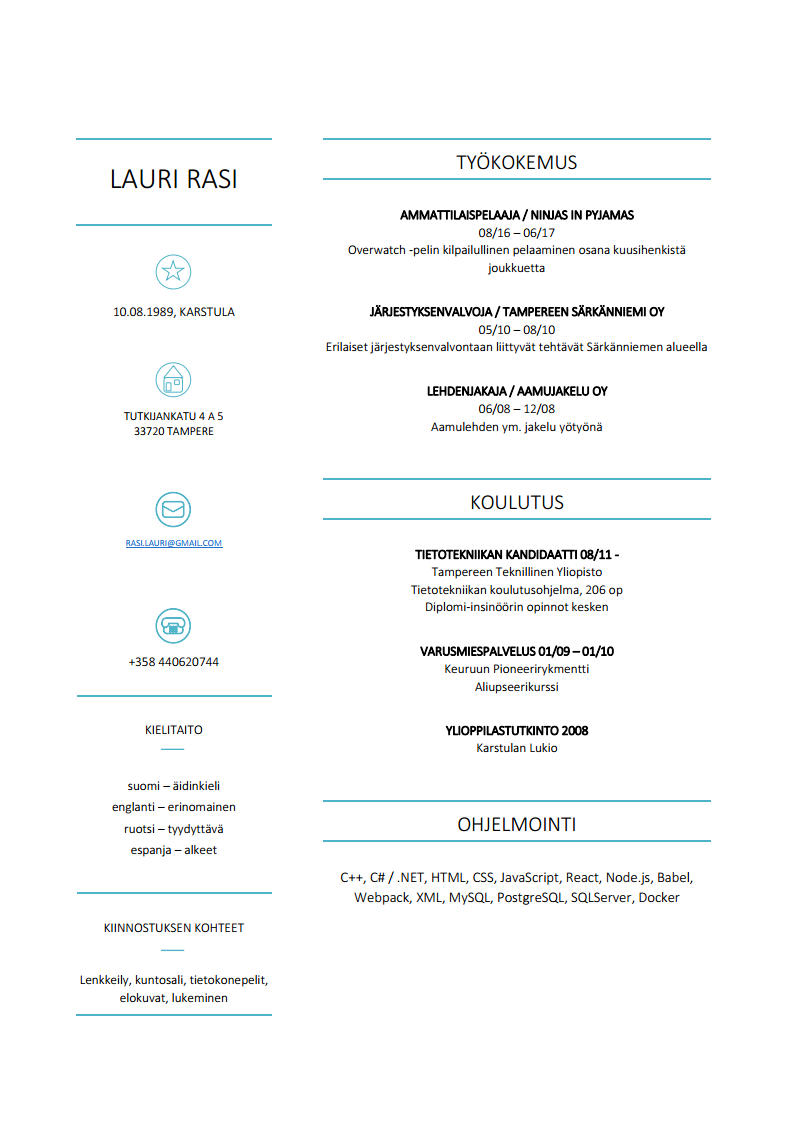 LAURI RASI
10.08.1989, KARSTULA
TUTKIJANKATU 4 A 5
33720 TAMPERE
RASI.LAURI@GMAIL.COM
+358 440620744
KIELITAITO
suomi – äidinkieli
englanti – erinomainen
ruotsi – tyydyttävä
espanja – alkeet
KIINNOSTUKSEN KOHTEET
Lenkkeily, kuntosali, tietokonepelit,
elokuvat, lukeminen
TYÖKOKEMUS
AMMATTILAISPELAAJA / NINJAS IN PYJAMAS
08/16 – 06/17
Overwatch -pelin kilpailullinen pelaaminen osana kuusihenkistä
joukkuetta
JÄRJESTYKSENVALVOJA / TAMPEREEN SÄRKÄNNIEMI OY
05/10 – 08/10
Erilaiset järjestyksenvalvontaan liittyvät tehtävät Särkänniemen alueella
LEHDENJAKAJA / AAMUJAKELU OY
06/08 – 12/08
Aamulehden ym. jakelu yötyönä
KOULUTUS
TIETOTEKNIIKAN KANDIDAATTI 08/11 -
Tampereen Teknillinen Yliopisto
Tietotekniikan koulutusohjelma, 206 op
Diplomi-insinöörin opinnot kesken
VARUSMIESPALVELUS 01/09 – 01/10
Keuruun Pioneerirykmentti
Aliupseerikurssi
YLIOPPILASTUTKINTO 2008
Karstulan Lukio
OHJELMOINTI
C++, C# / .NET, HTML, CSS, JavaScript, React, Node.js, Babel,
Webpack, XML, MySQL, PostgreSQL, SQLServer, Docker